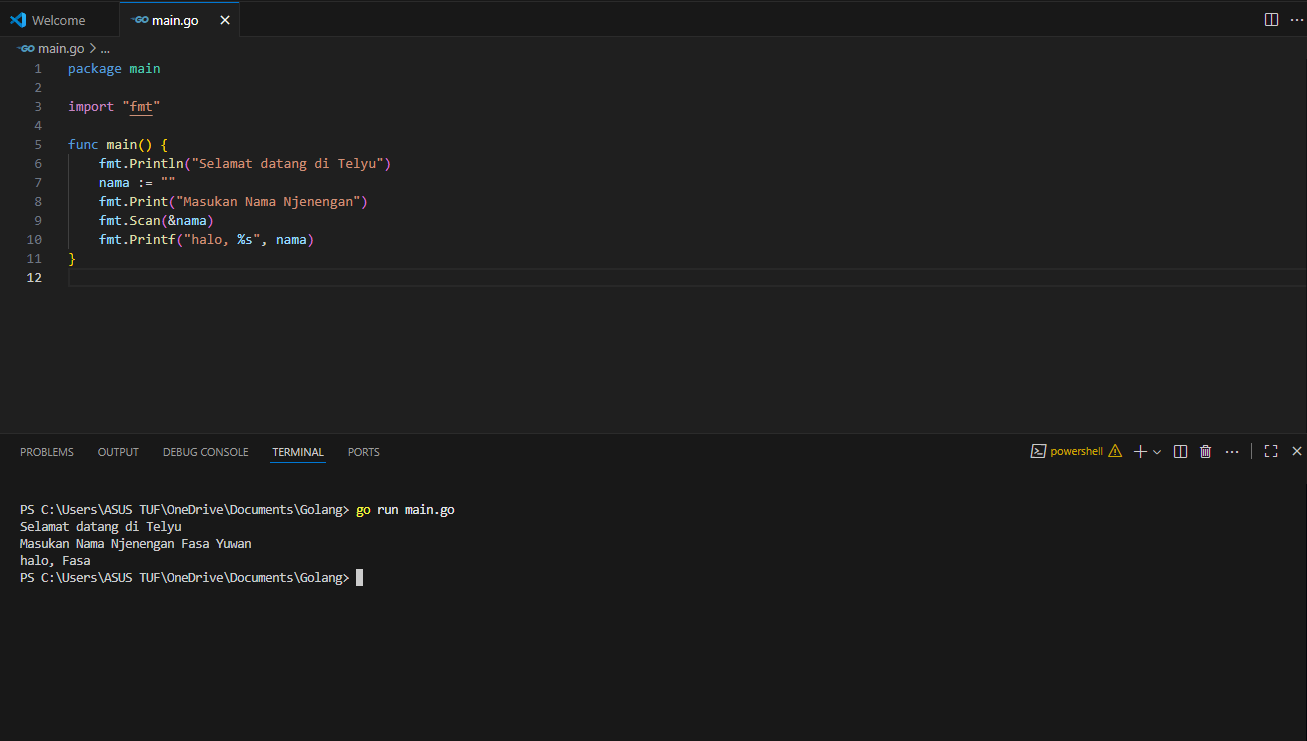 Welcome
GO main.go
GO main.go > ...
1 package main
2
3 import "fmt"
4
5 func main() {
6 fmt.Println("Selamat datang di Telyu")
7 nama := ""
8 fmt.Print("Masukan Nama Njenengan")
9 fmt.Scan(&nama)
10 fmt.Printf("halo, %s", nama)
11 }
12
PROBLEMS OUTPUT DEBUG CONSOLE TERMINAL PORTS powershell
PS C:\Users\ASUS TUF\OneDrive\Documents\Golang> go run main.go
Selamat datang di Telyu
Masukan Nama Njenengan Fasa Yuwan
halo, Fasa
PS C:\Users\ASUS TUF\OneDrive\Documents\Golang>